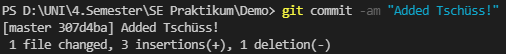 PS D:\UNI\4.Semester\SE Praktikum\Demo> git commit -am "Added Tschüss!"
[master 307d4ba] Added Tschüss!
 1 file changed, 3 insertions(+), 1 deletion(-)